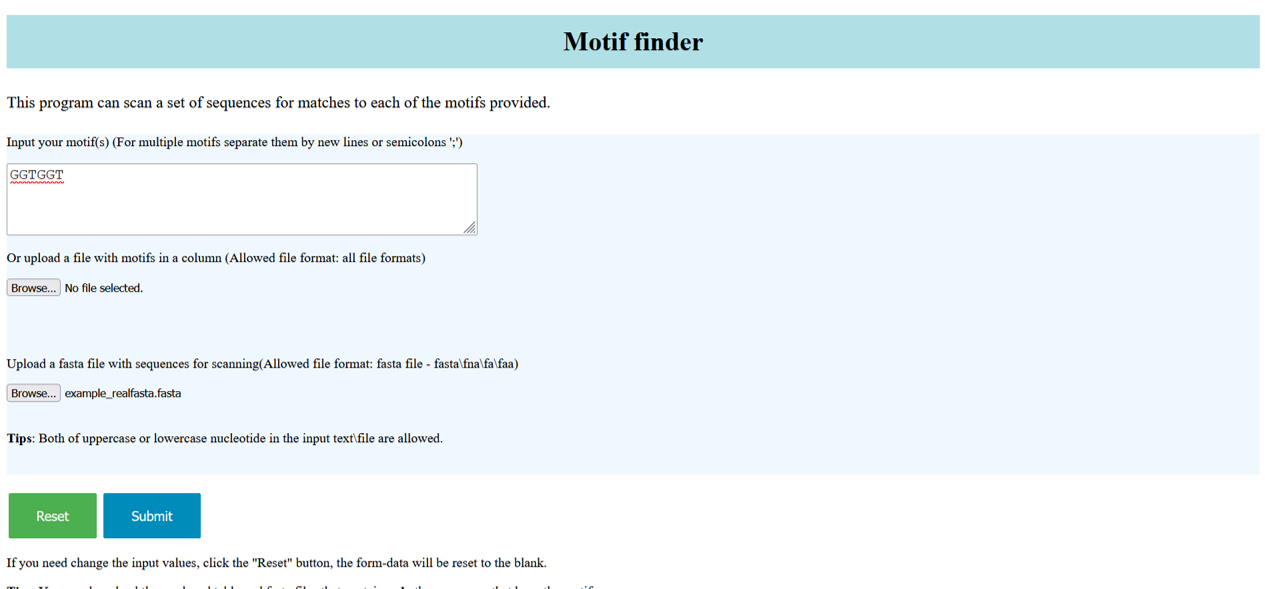 Motif finder
This program can scan a set of sequences for matches to each of the motifs provided.
Input your motif(s) (For multiple motifs separate them by new lines or semicolons ';')
GGTGGT
Or upload a file with motifs in a column (Allowed file format: all file formats)
Browse... No file selected.
Upload a fasta file with sequences for scanning(Allowed file format: fasta file - fasta\fna\fa\faa)
Browse... example_realfasta.fasta
Tips: Both of uppercase or lowercase nucleotide in the input text\file are allowed.
Reset Submit
If you need change the input values, click the "Reset" button, the form-data will be reset to the blank.